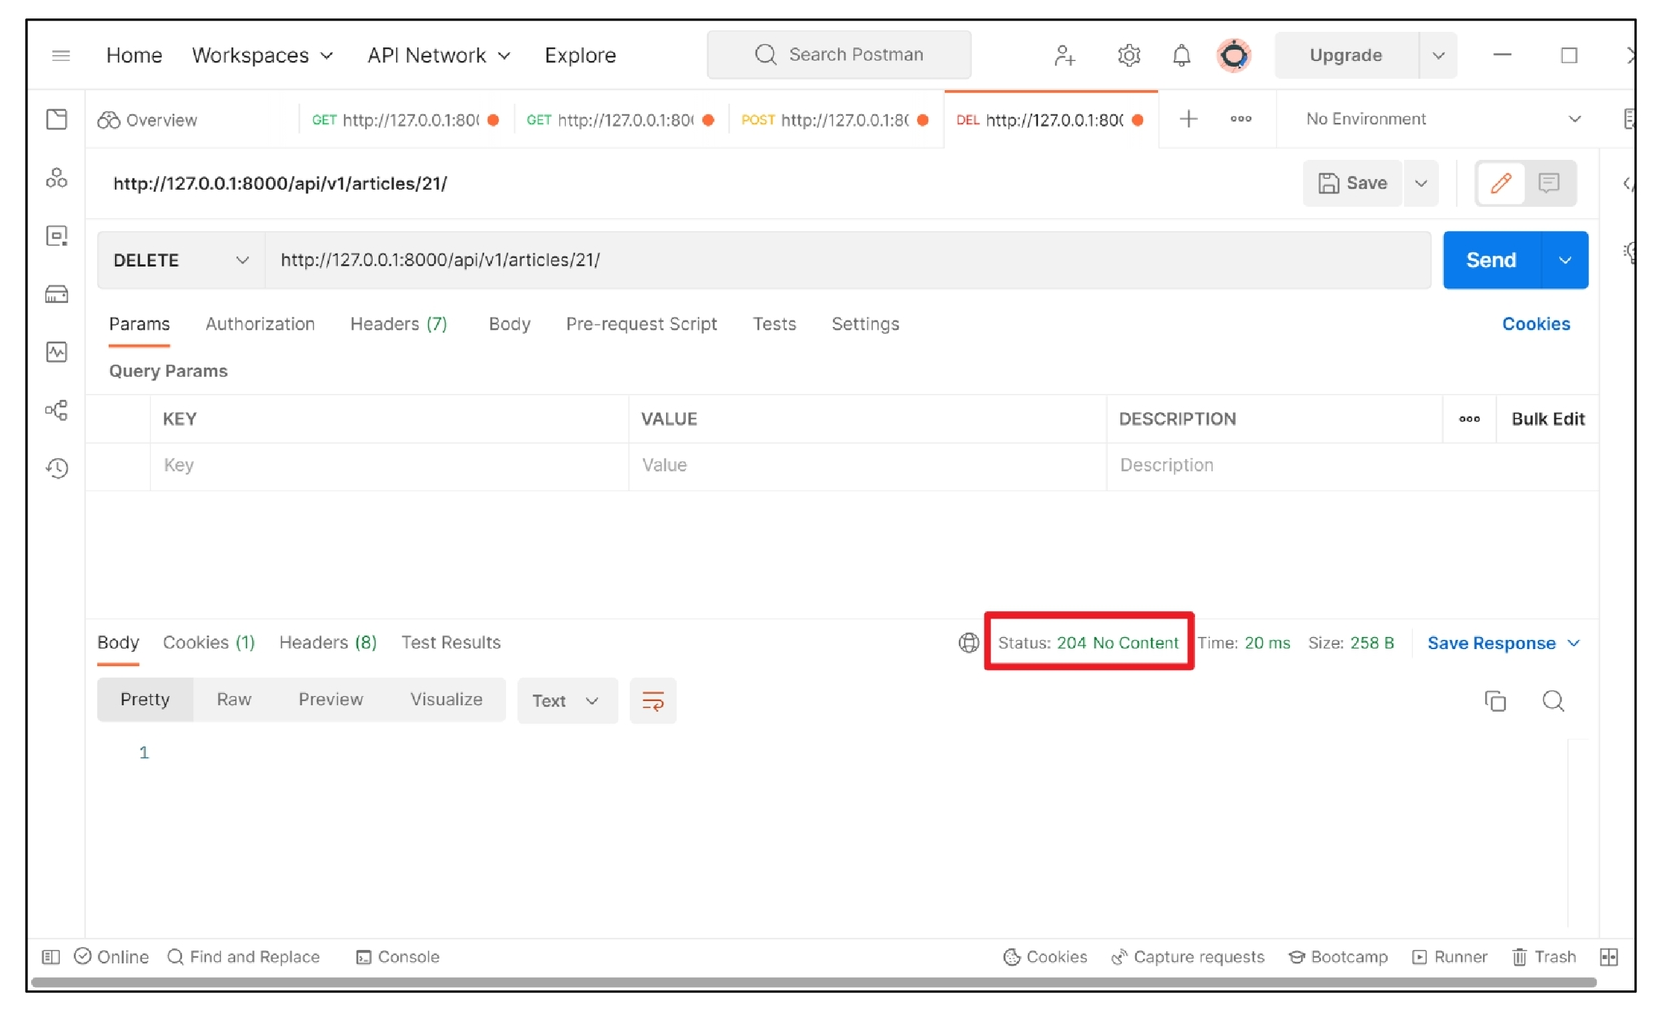 Home Workspaces API Network Explore Search Postman Upgrade
Overview GET http://127.0.0.1:800 GET http://127.0.0.1:800 POST http://127.0.0.1:80 DEL http://127.0.0.1:800 No Environment
http://127.0.0.1:8000/api/v1/articles/21/ Save
DELETE http://127.0.0.1:8000/api/v1/articles/21/ Send
Params Authorization Headers (7) Body Pre-request Script Tests Settings Cookies
Query Params
KEY VALUE DESCRIPTION Bulk Edit
Key Value Description
Body Cookies (1) Headers (8) Test Results Status: 204 No Content Time: 20 ms Size: 258 B Save Response
Pretty Raw Preview Visualize Text
1
Online Find and Replace Console Cookies Capture requests Bootcamp Runner Trash